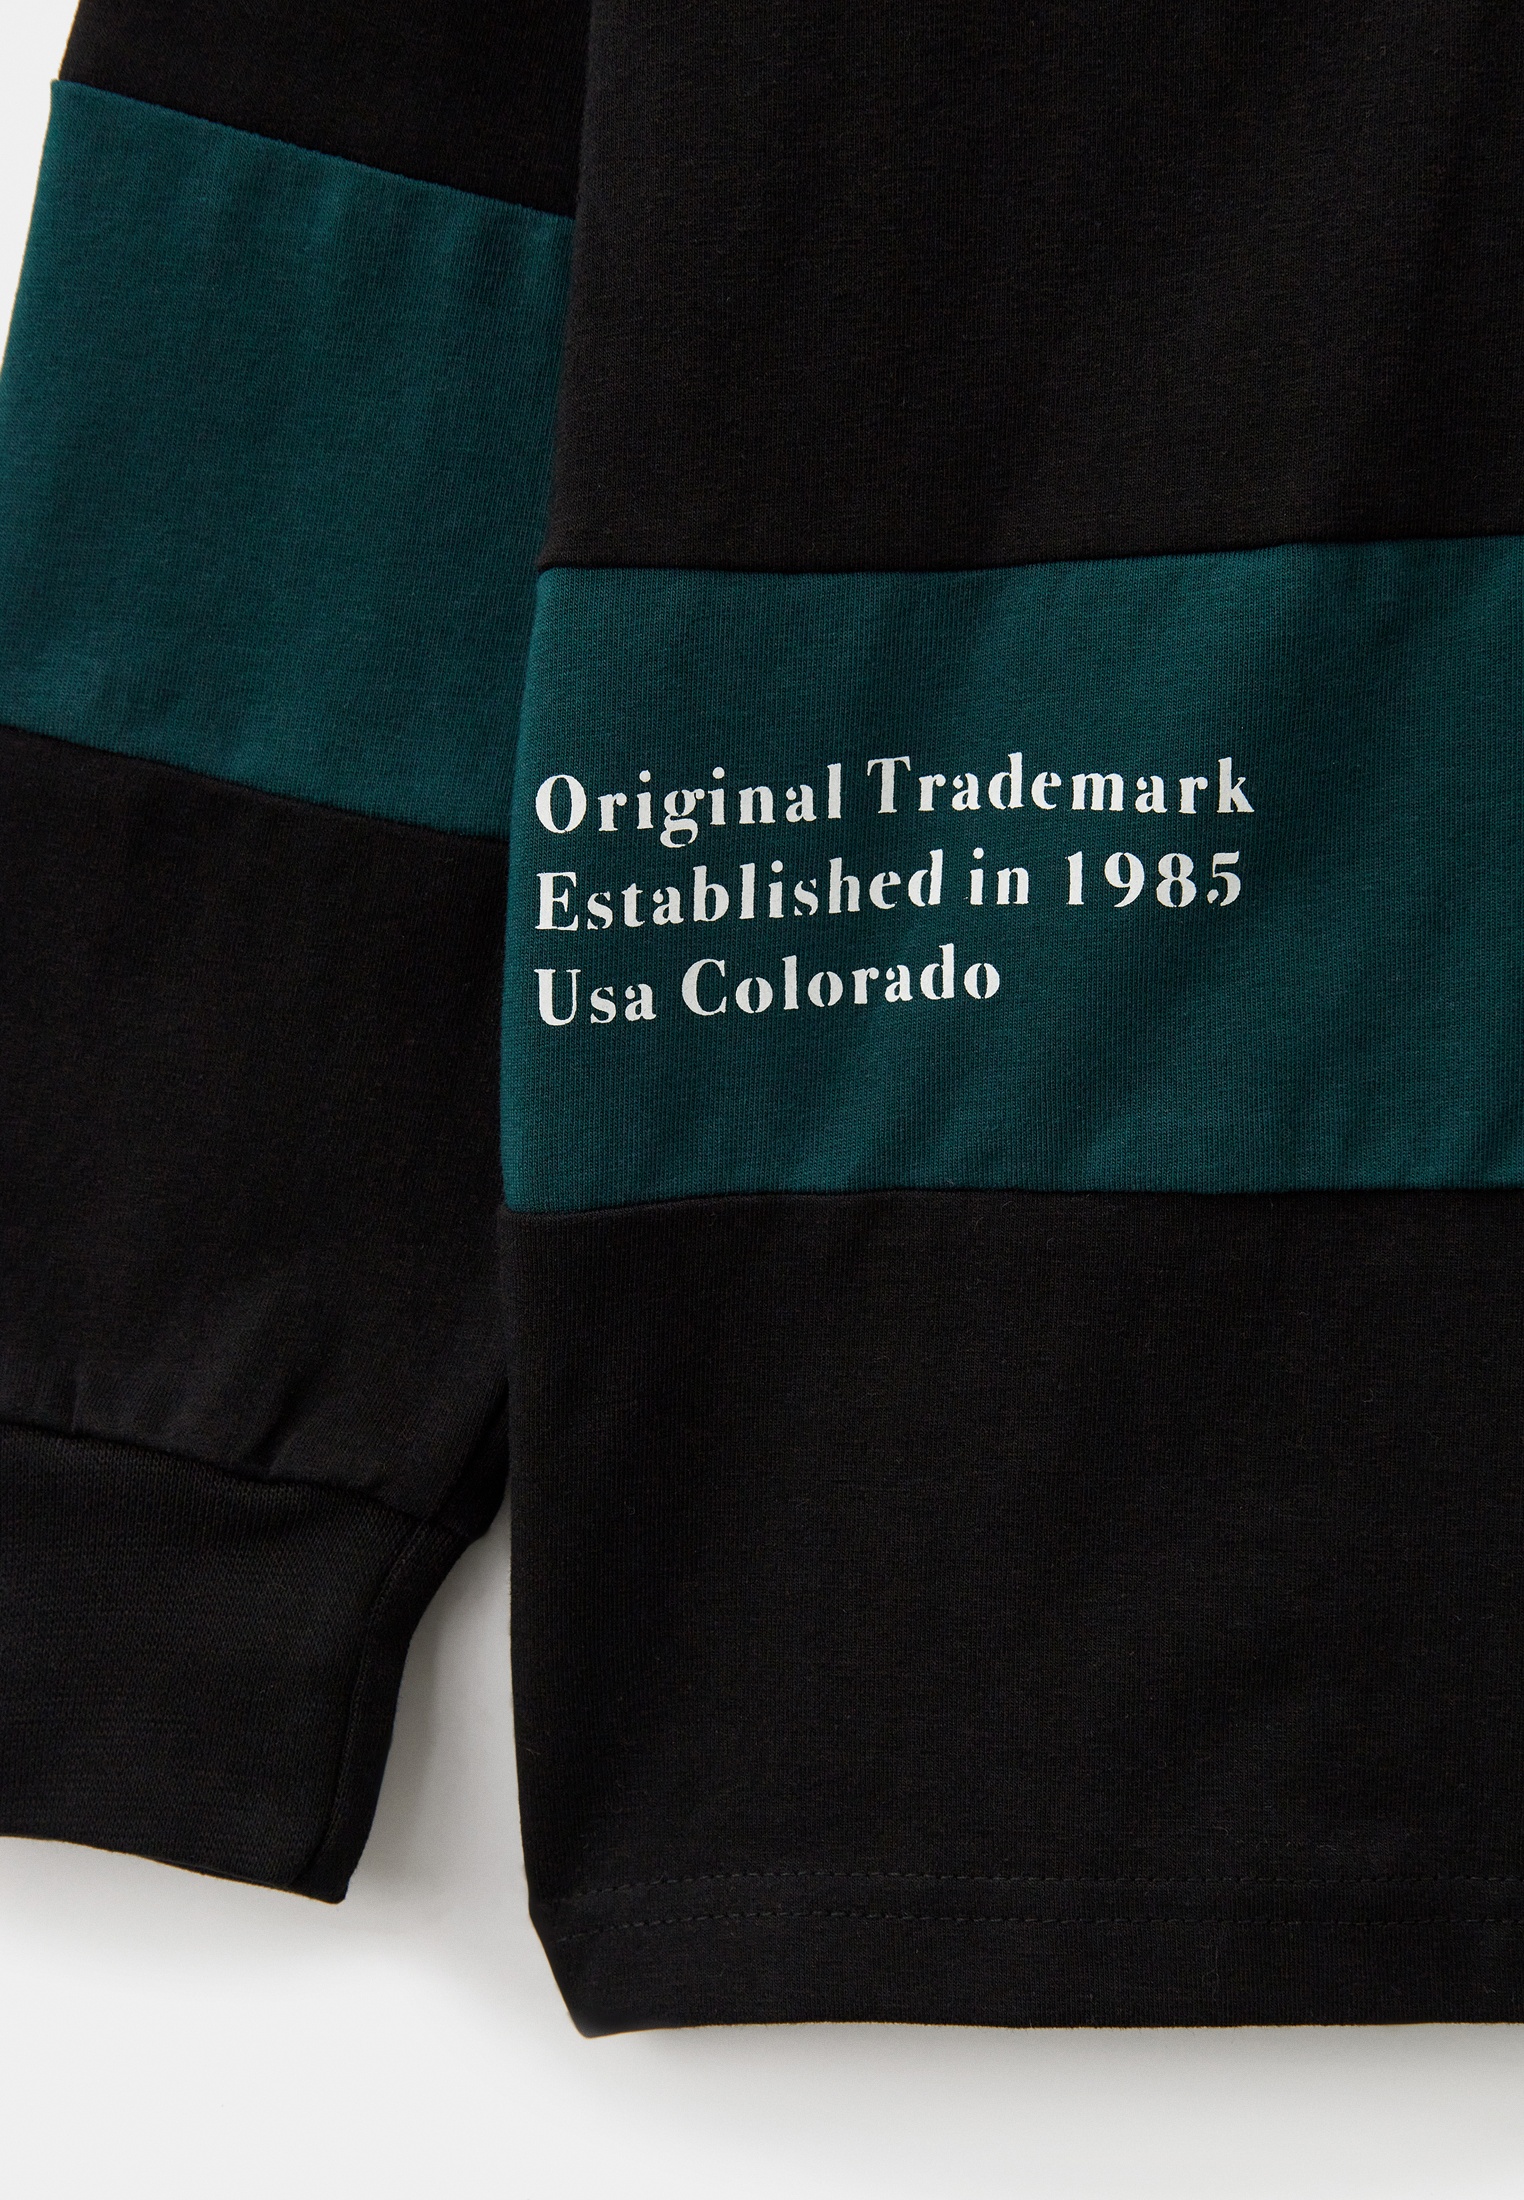 Original Trademark
Established in 1985
Usa Colorado